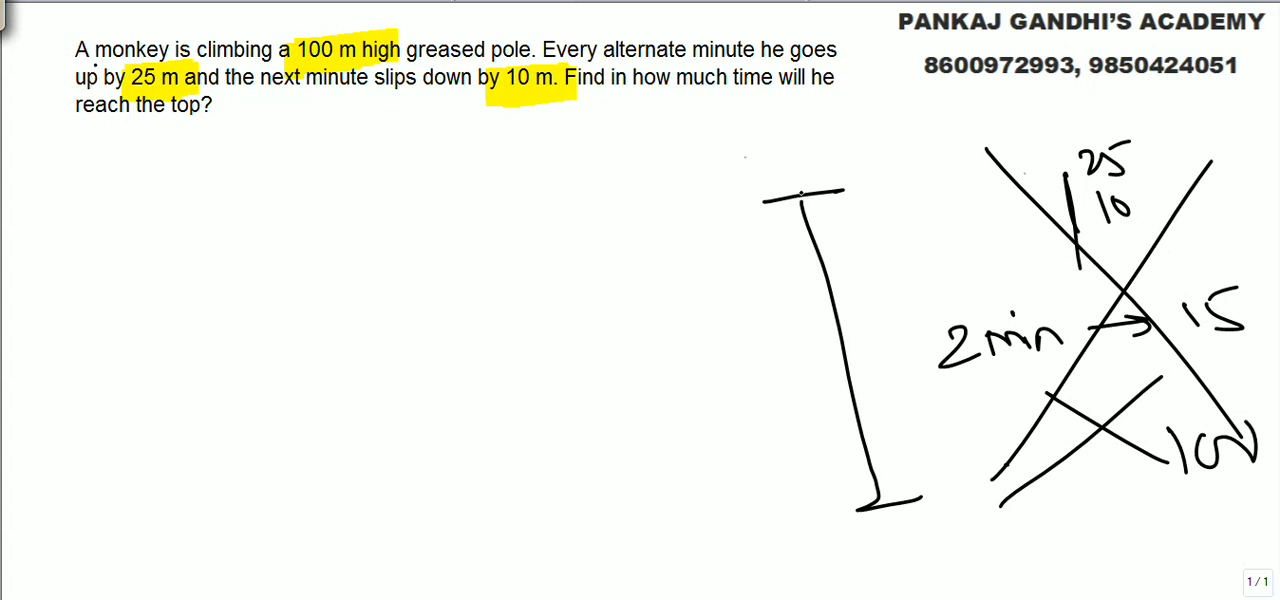 PANKAJ GANDHI'S ACADEMY
8600972993, 9850424051
A monkey is climbing a 100 m high greased pole. Every alternate minute he goes
up by 25 m and the next minute slips down by 10 m. Find in how much time will he
reach the top?
25
10
2 min → 15
100
1 / 1